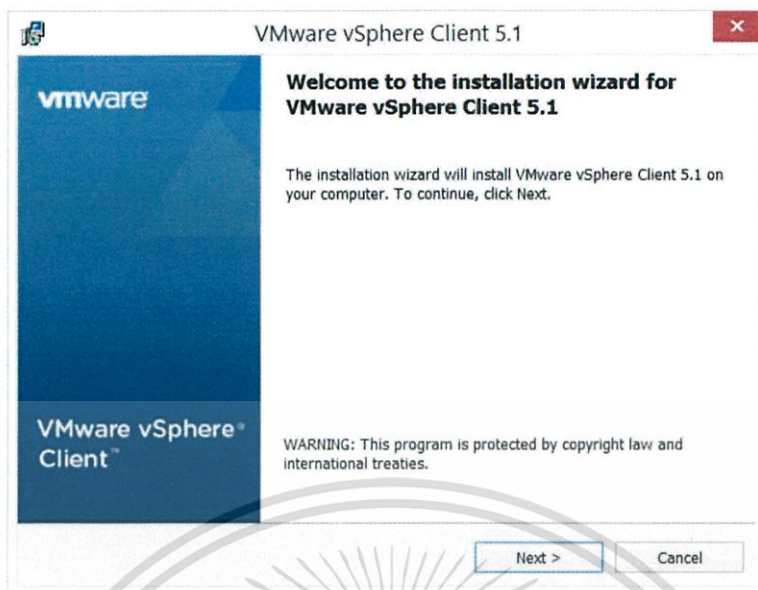 VMware vSphere Client 5.1
vmware
Welcome to the installation wizard for
VMware vSphere Client 5.1
The installation wizard will install VMware vSphere Client 5.1 on
your computer. To continue, click Next.
VMware vSphere®
Client™
WARNING: This program is protected by copyright law and
international treaties.
Next >
Cancel